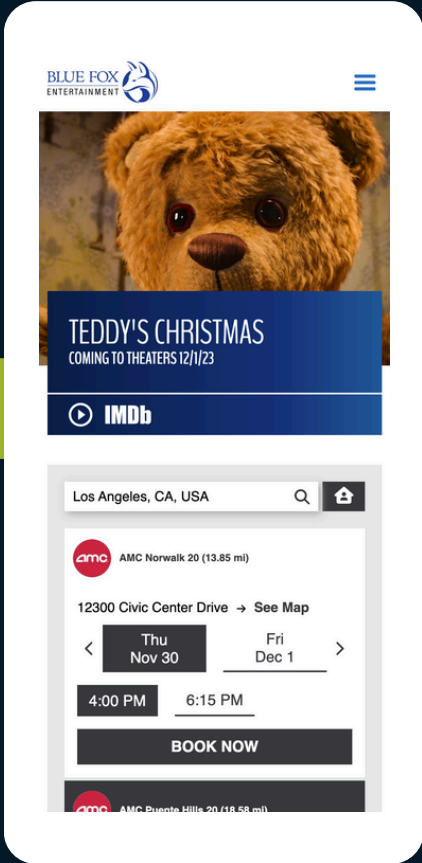 BLUE FOX
ENTERTAINMENT
TEDDY'S CHRISTMAS
COMING TO THEATERS 12/1/23
IMDb
Los Angeles, CA, USA
amc AMC Norwalk 20 (13.85 mi)
12300 Civic Center Drive → See Map
Thu Fri
Nov 30 Dec 1
4:00 PM 6:15 PM
BOOK NOW
amc AMC Puente Hills 20 (18.58 mi)